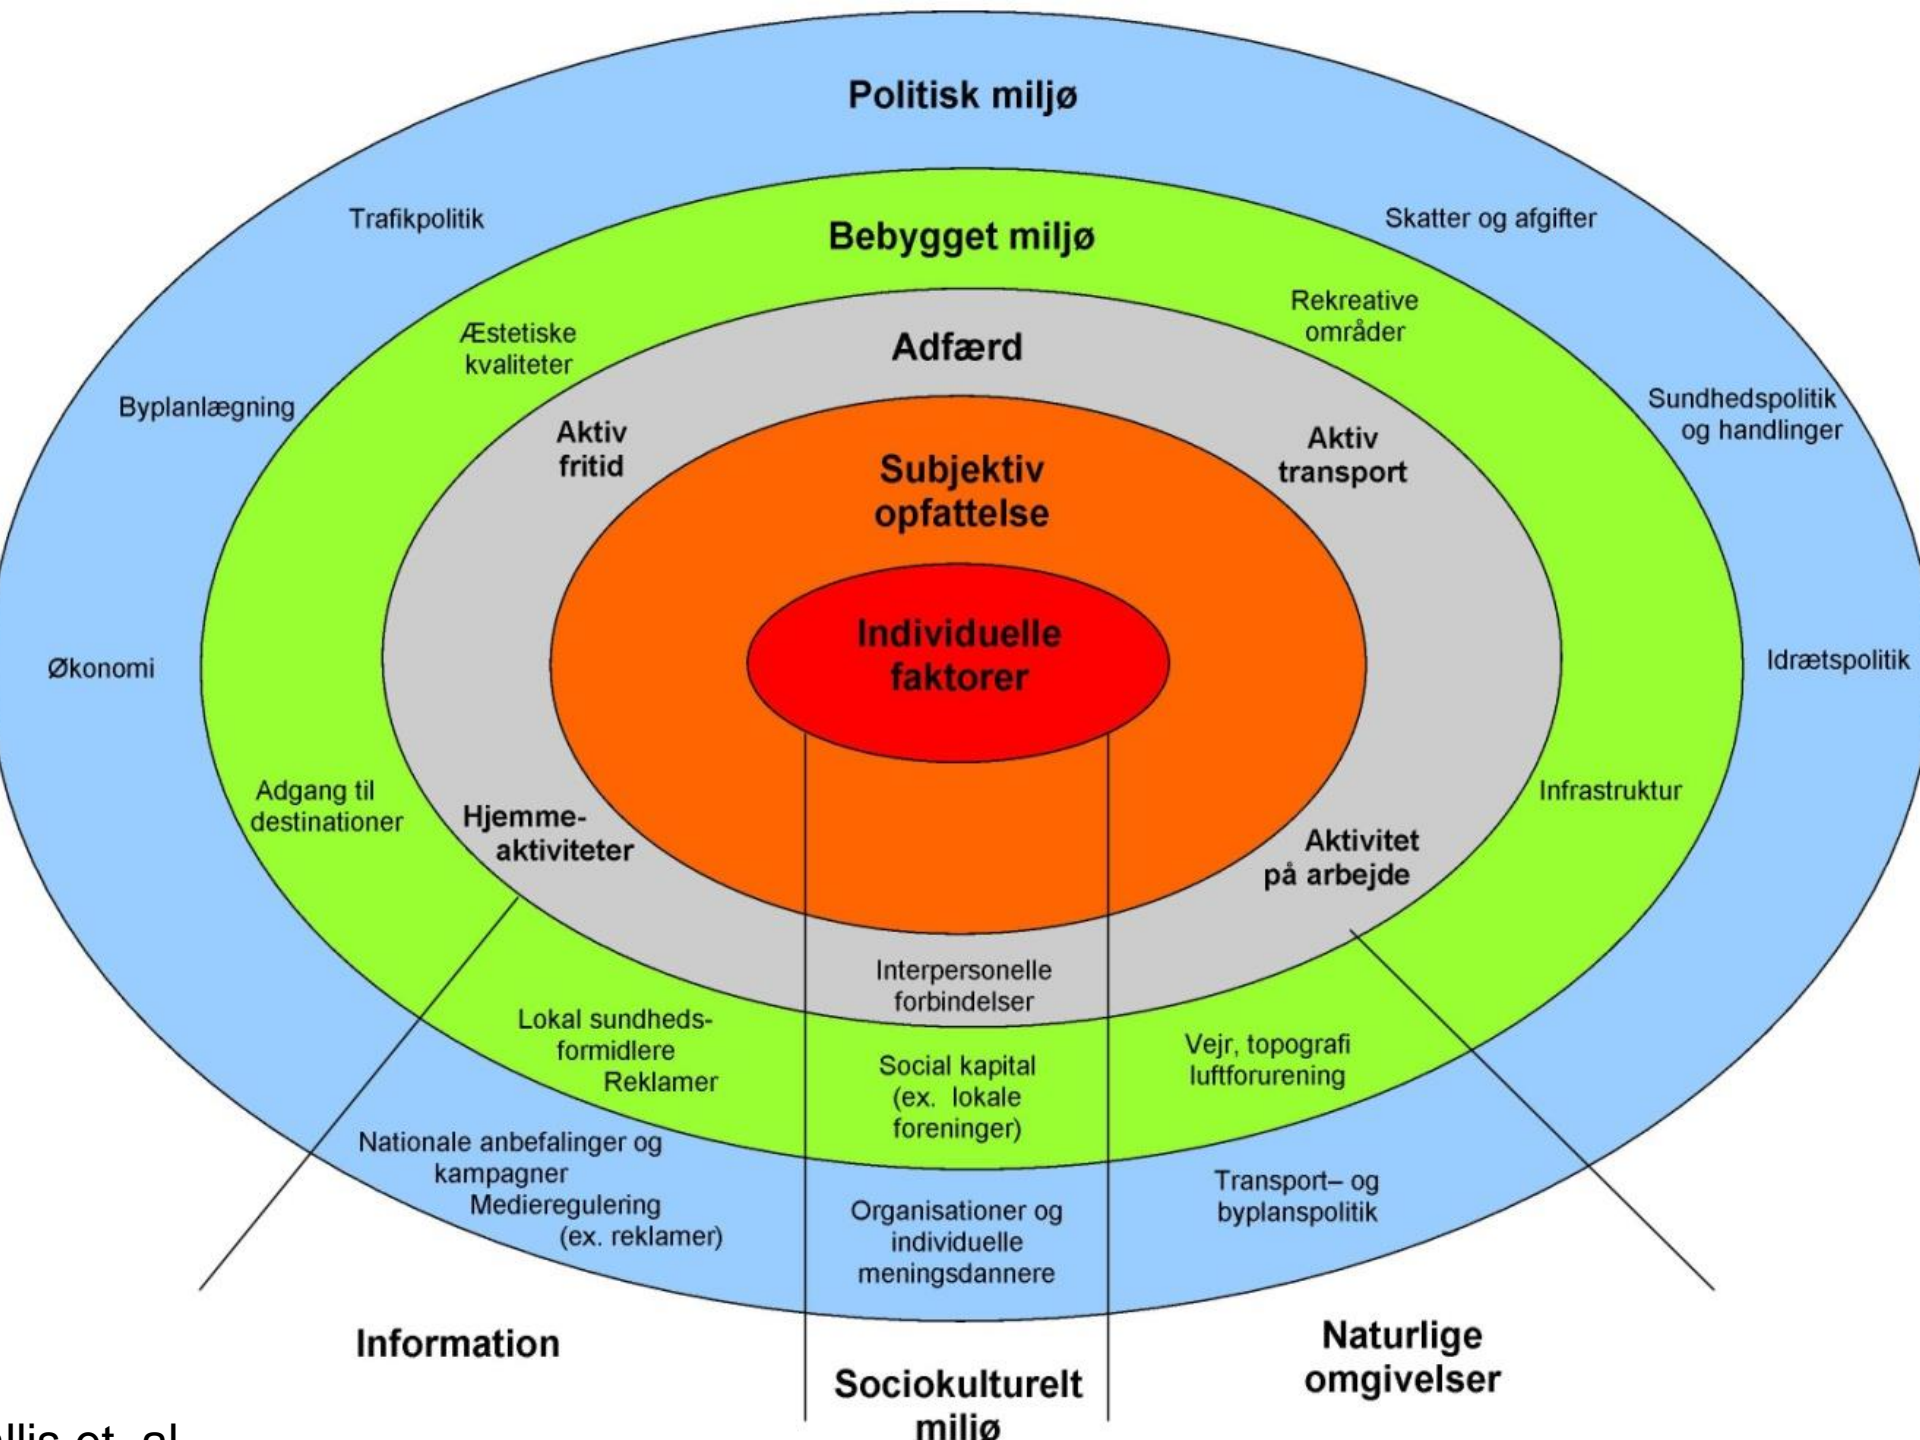 Politisk miljø
Trafikpolitik
Skatter og afgifter
Bebygget miljø
Rekreative
områder
Æstetiske
kvaliteter
Adfærd
Byplanlægning
Sundhedspolitik
og handlinger
Aktiv
fritid
Aktiv
transport
Subjektiv
opfattelse
Individuelle
faktorer
Økonomi
Idrætspolitik
Adgang til
destinationer
Infrastruktur
Hjemme-
aktiviteter
Aktivitet
på arbejde
Interpersonelle
forbindelser
Lokal sundheds-
formidlere
Reklamer
Social kapital
(ex. lokale
foreninger)
Vejr, topografi
luftforurening
Nationale anbefalinger og
kampagner
Medieregulering
(ex. reklamer)
Organisationer og
individuelle
meningsdannere
Transport– og
byplanspolitik
Information
Sociokulturelt
miljø
Naturlige
omgivelser
et. al